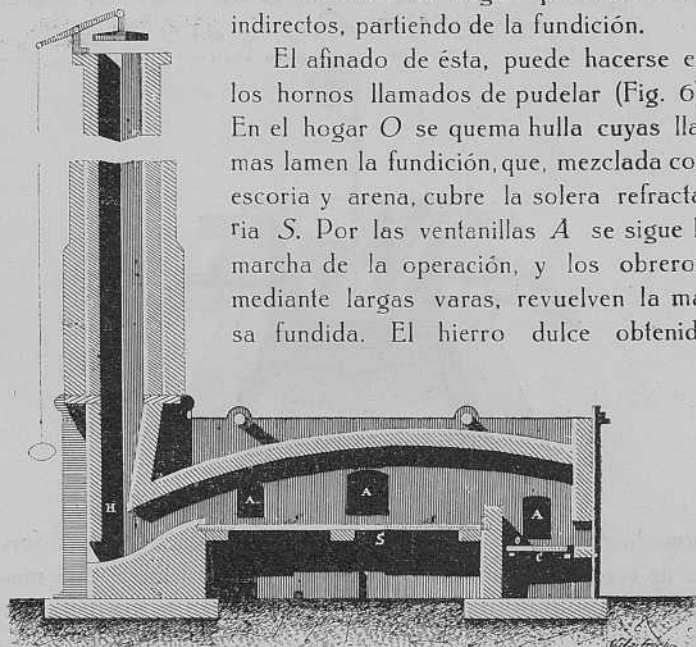 indirectos, partiendo de la fundición.
El afinado de ésta, puede hacerse e
los hornos llamados de pudelar (Fig. 6
En el hogar O se quema hulla cuyas lla
mas lamen la fundición, que, mezclada co
escoria y arena, cubre la solera refracta
ria S. Por las ventanillas A se sigue l
marcha de la operación, y los obrero
mediante largas varas, revuelven la ma
sa fundida. El hierro dulce obtenid
A
A
A
H
S
O
C